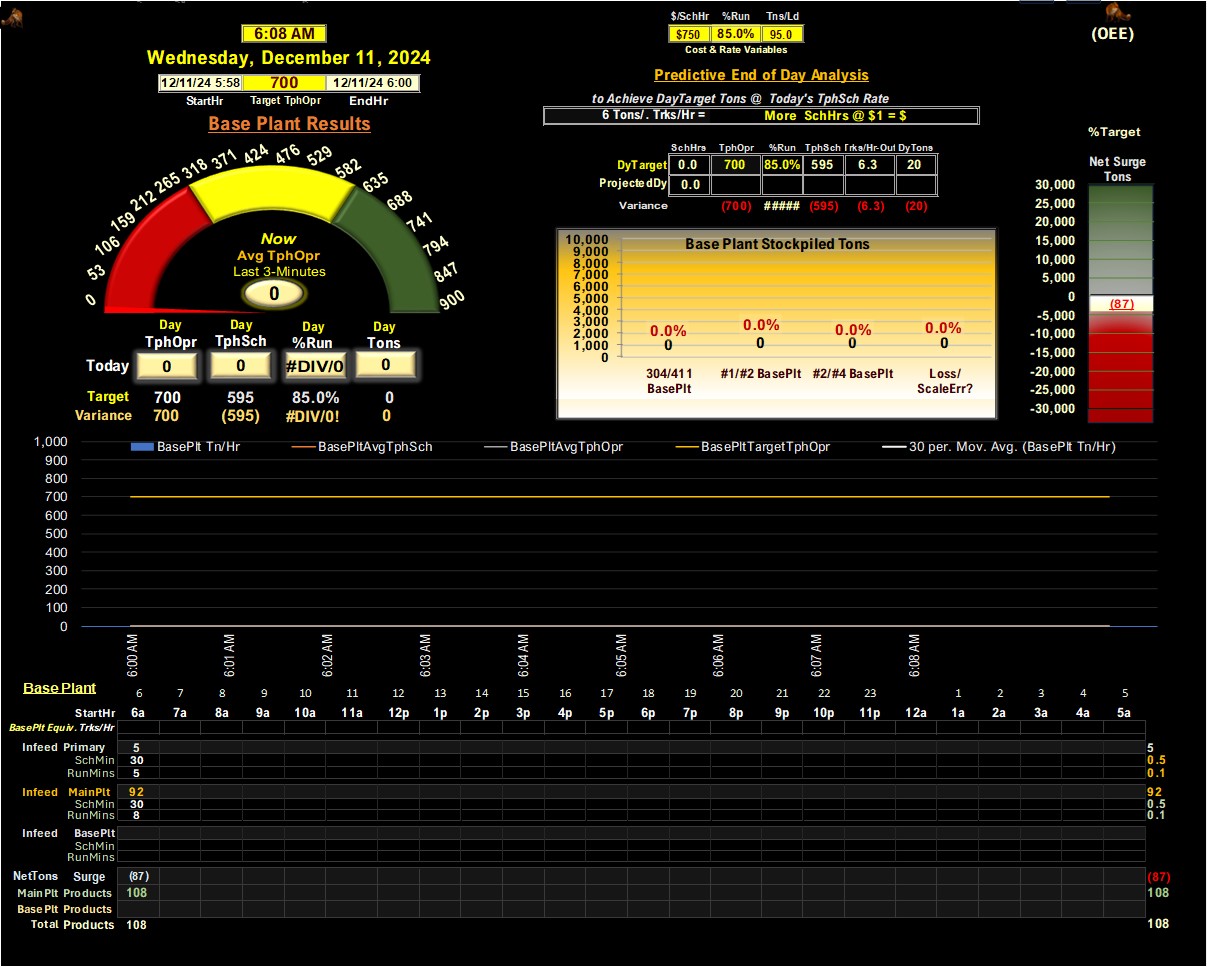 6:08 AM
Wednesday, December 11, 2024
12/11/24 5:58 700 12/11/24 6:00
StartHr Target TphOpr EndHr
Base Plant Results
$/SchHr %Run Tns/Ld
$750 85.0% 95.0
Cost & Rate Variables
(OEE)
Predictive End of Day Analysis
to Achieve DayTarget Tons @ Today's TphSch Rate
6 Tons/. Trks/Hr = More SchHrs @ $1 = $
SchHrs TphOpr %Run TphSch Trks/Hr-Out DyTons
DyTarget 0.0 700 85.0% 595 6.3 20
ProjectedDy 0.0
Variance (700) ##### (595) (6.3) (20)
0 53 106 159 212 265 318 371 424 476 529 582 635 688 741 794 847 900
Now
Avg TphOpr
Last 3-Minutes
0
Day Day Day
TphOpr TphSch %Run Tons
Today 0 0 #DIV/0 0
Target 700 595 85.0% 0
Variance 700 (595) #DIV/0! 0
Base Plant Stockpiled Tons
10,000
9,000
8,000
7,000
6,000
5,000
4,000
3,000
2,000
1,000
0
0.0% 0.0% 0.0% 0.0%
0 0 0 0
304/411 #1/#2 BasePlt #2/#4 BasePlt Loss/
BasePlt ScaleErr?
%Target
Net Surge
Tons
30,000
25,000
20,000
15,000
10,000
5,000
0
(87)
-5,000
-10,000
-15,000
-20,000
-25,000
-30,000
BasePlt Tn/Hr BasePltAvgTphSch BasePltAvgTphOpr BasePltTargetTphOpr 30 per. Mov. Avg. (BasePlt Tn/Hr)
1,000
900
800
700
600
500
400
300
200
100
0
6:00 AM 6:01 AM 6:02 AM 6:03 AM 6:04 AM 6:05 AM 6:06 AM 6:07 AM 6:08 AM
Base Plant 6 7 8 9 10 11 12 13 14 15 16 17 18 19 20 21 22 23 1 2 3 4 5
StartHr 6a 7a 8a 9a 10a 11a 12p 1p 2p 3p 4p 5p 6p 7p 8p 9p 10p 11p 12a 1a 2a 3a 4a 5a
BasePlt Equiv. Trks/Hr
Infeed Primary 5 5
SchMin 30 0.5
RunMins 5 0.1
Infeed MainPlt 92 92
SchMin 30 0.5
RunMins 8 0.1
Infeed BasePlt
SchMin
RunMins
NetTons Surge (87) (87)
MainPlt Products 108 108
BasePlt Products
Total Products 108 108